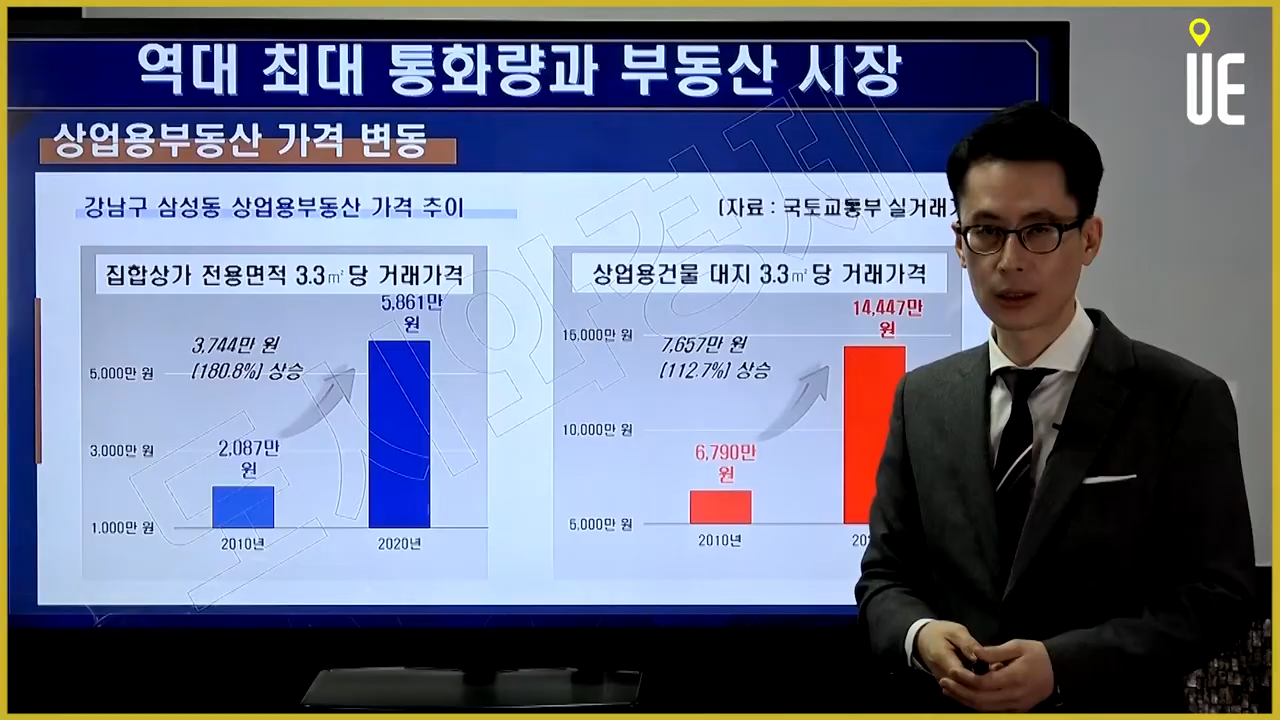 역대 최대 통화량과 부동산 시장
UE
상업용부동산 가격 변동
강남구 삼성동 상업용부동산 가격 추이
(자료 : 국토교통부 실거래
집합상가 전용면적 3.3㎡ 당 거래가격
5,861만
원
3,744만 원
(180.8%) 상승
5,000만 원
3,000만 원
2,087만
원
1,000만 원
2010년
2020년
상업용건물 대지 3.3㎡ 당 거래가격
14,447만
원
15,000만 원
7,657만 원
(112.7%) 상승
10,000만 원
6,790만
원
5,000만 원
2010년
20
도시와경제